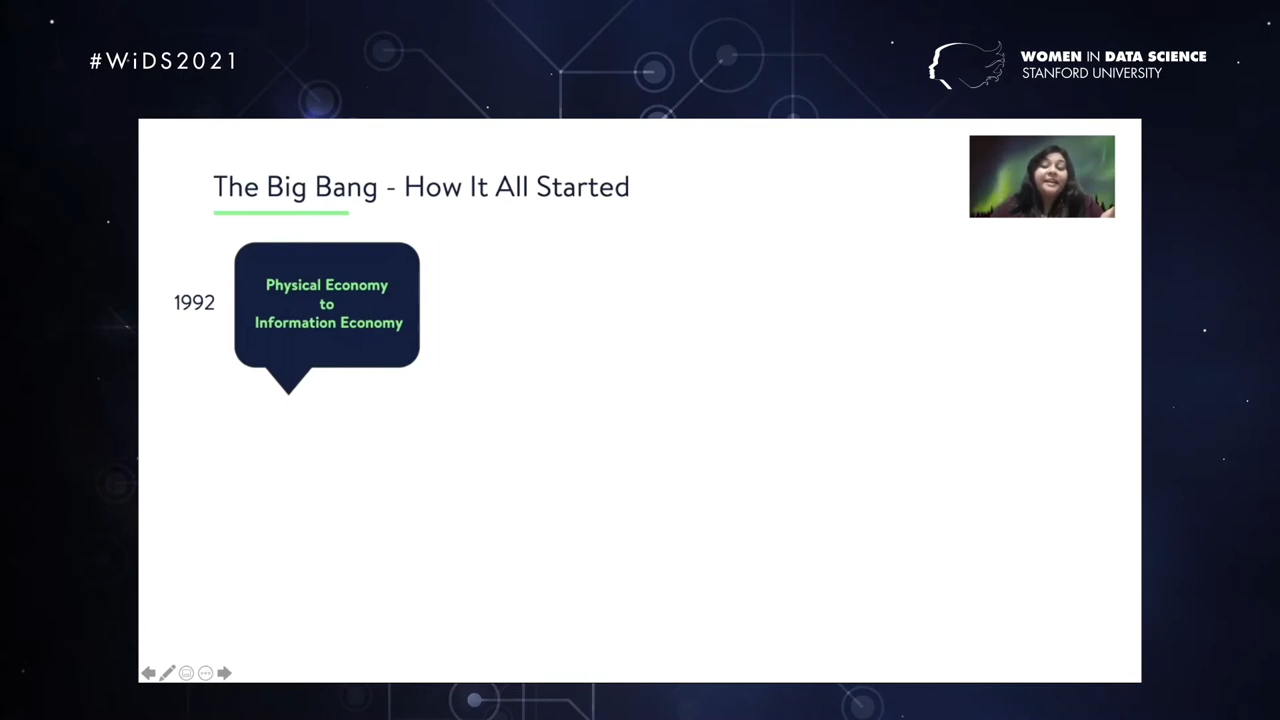 #WiDS2021
WOMEN IN DATA SCIENCE
STANFORD UNIVERSITY
The Big Bang - How It All Started
1992
Physical Economy
to
Information Economy